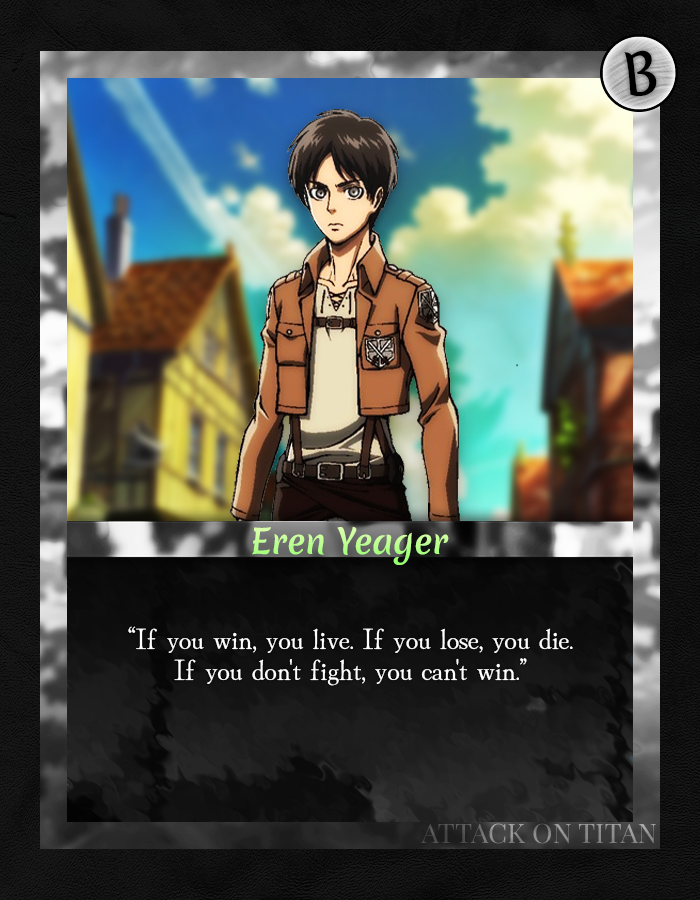 B
Eren Yeager
“If you win, you live. If you lose, you die.
If you don't fight, you can't win.”
ATTACK ON TITAN